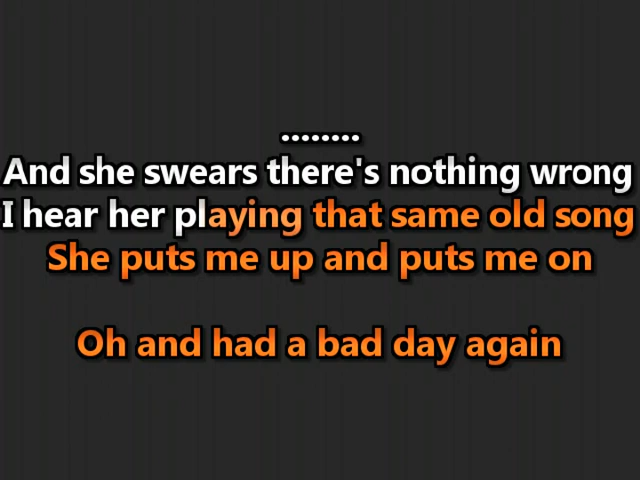 ........
And she swears there's nothing wrong
I hear her playing that same old song
She puts me up and puts me on
Oh and had a bad day again